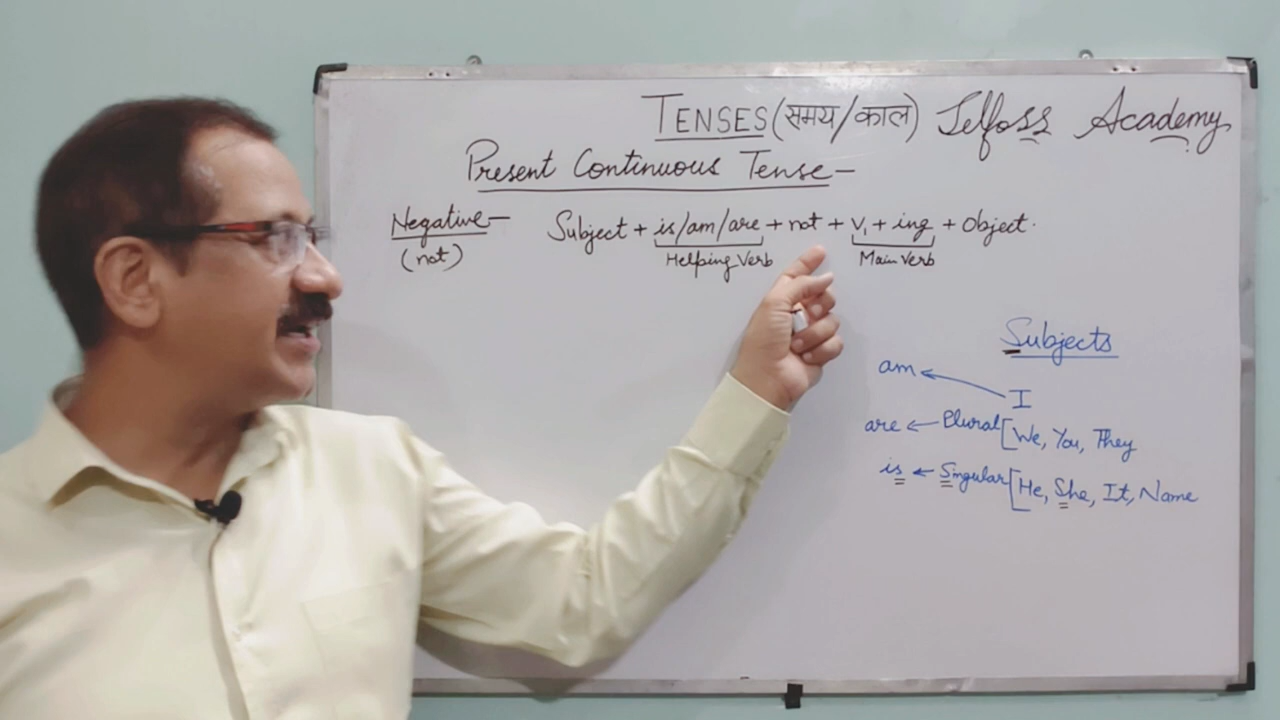 TENSES (समय/काल) Jelfoss Academy
Present Continuous Tense-
Negative- Subject + is/am/are + not + V₁ + ing + Object.
(not) Helping Verb Main Verb
Subjects
am ← I
are ← Plural [We, You, They
is ← Singular [He, She, It, Name